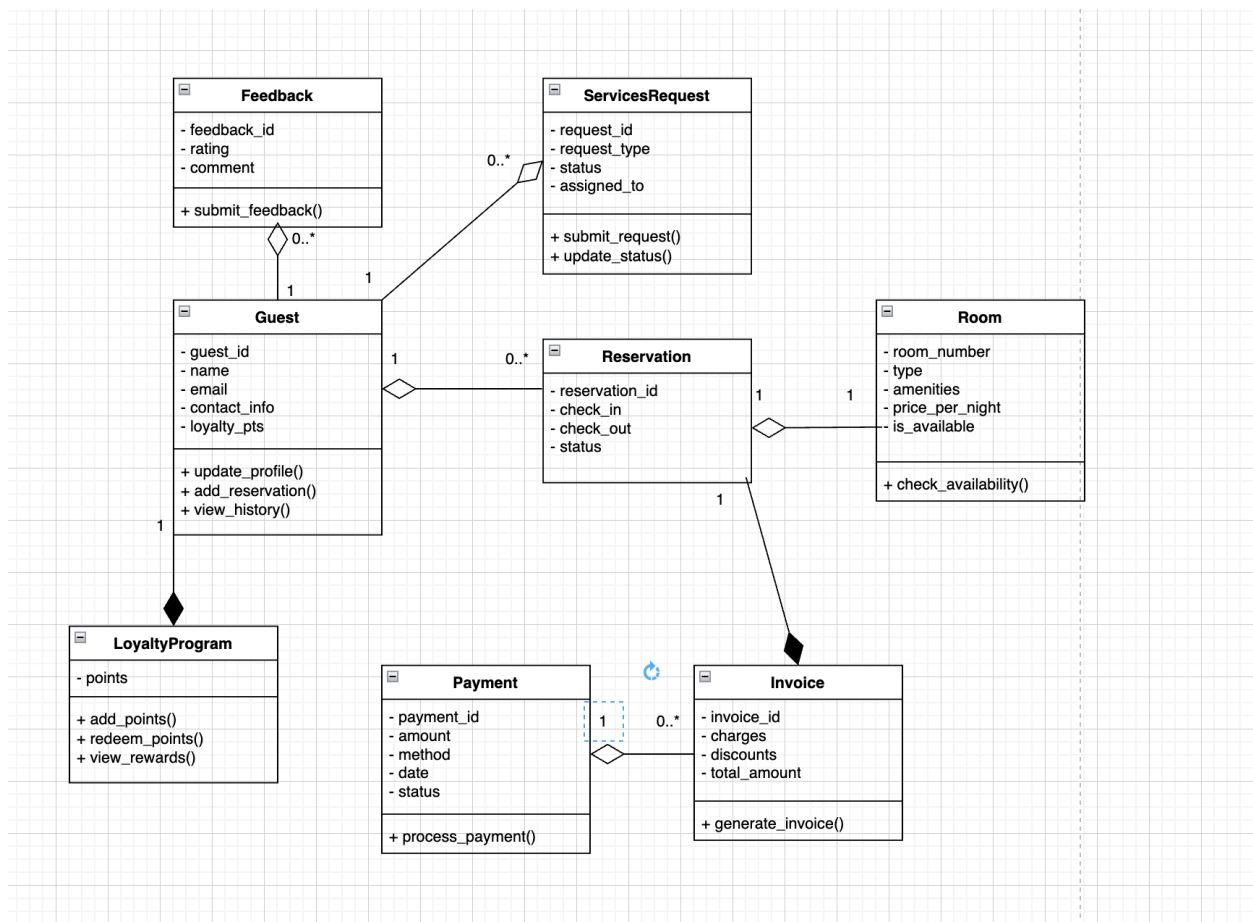 Feedback
- feedback_id
- rating
- comment
+ submit_feedback()
0..*
1
ServicesRequest
- request_id
- request_type
- status
- assigned_to
+ submit_request()
+ update_status()
0..*
1
Guest
- guest_id
- name
- email
- contact_info
- loyalty_pts
+ update_profile()
+ add_reservation()
+ view_history()
1
0..*
Reservation
- reservation_id
- check_in
- check_out
- status
1
1
Room
- room_number
- type
- amenities
- price_per_night
- is_available
+ check_availability()
1
1
LoyaltyProgram
- points
+ add_points()
+ redeem_points()
+ view_rewards()
Payment
- payment_id
- amount
- method
- date
- status
+ process_payment()
1
0..*
Invoice
- invoice_id
- charges
- discounts
- total_amount
+ generate_invoice()